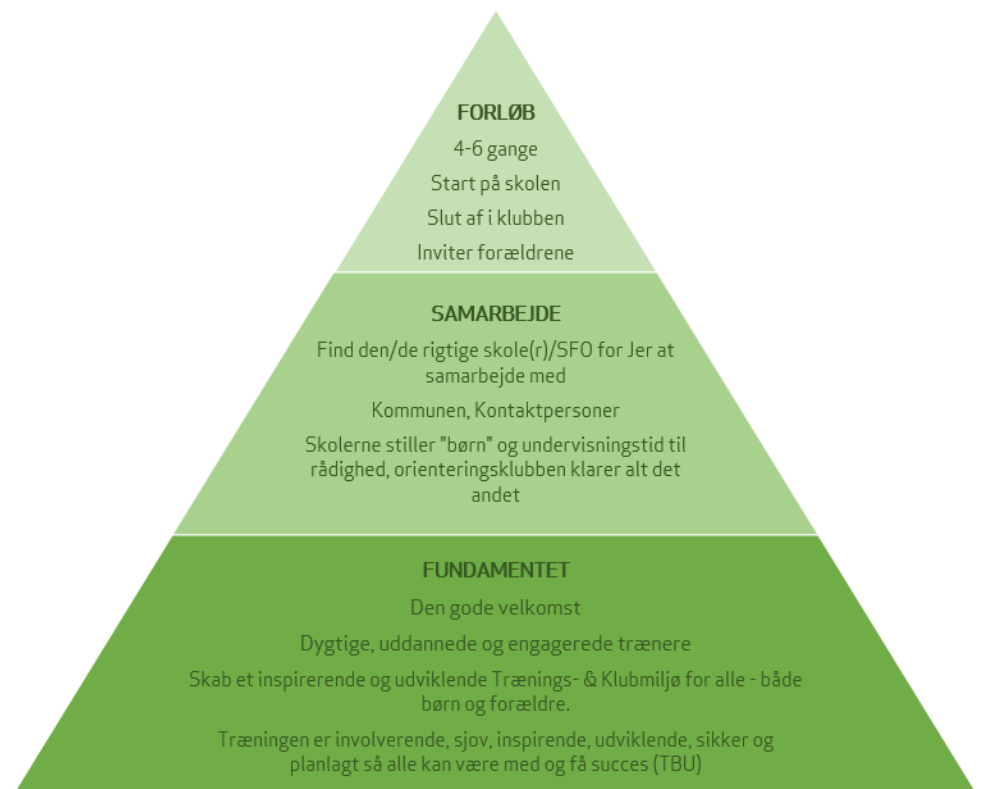 FORLØB
4-6 gange
Start på skolen
Slut af i klubben
Inviter forældrene
SAMARBEJDE
Find den/de rigtige skole(r)/SFO for Jer at
samarbejde med
Kommunen, Kontaktpersoner
Skolerne stiller "børn" og undervisningstid til
rådighed, orienteringsklubben klarer alt det
andet
FUNDAMENTET
Den gode velkomst
Dygtige, uddannede og engagerede trænere
Skab et inspirerende og udviklende Trænings- & Klubmiljø for alle - både
børn og forældre.
Træningen er involverende, sjov, inspirende, udviklende, sikker og
planlagt så alle kan være med og få succes (TBU)